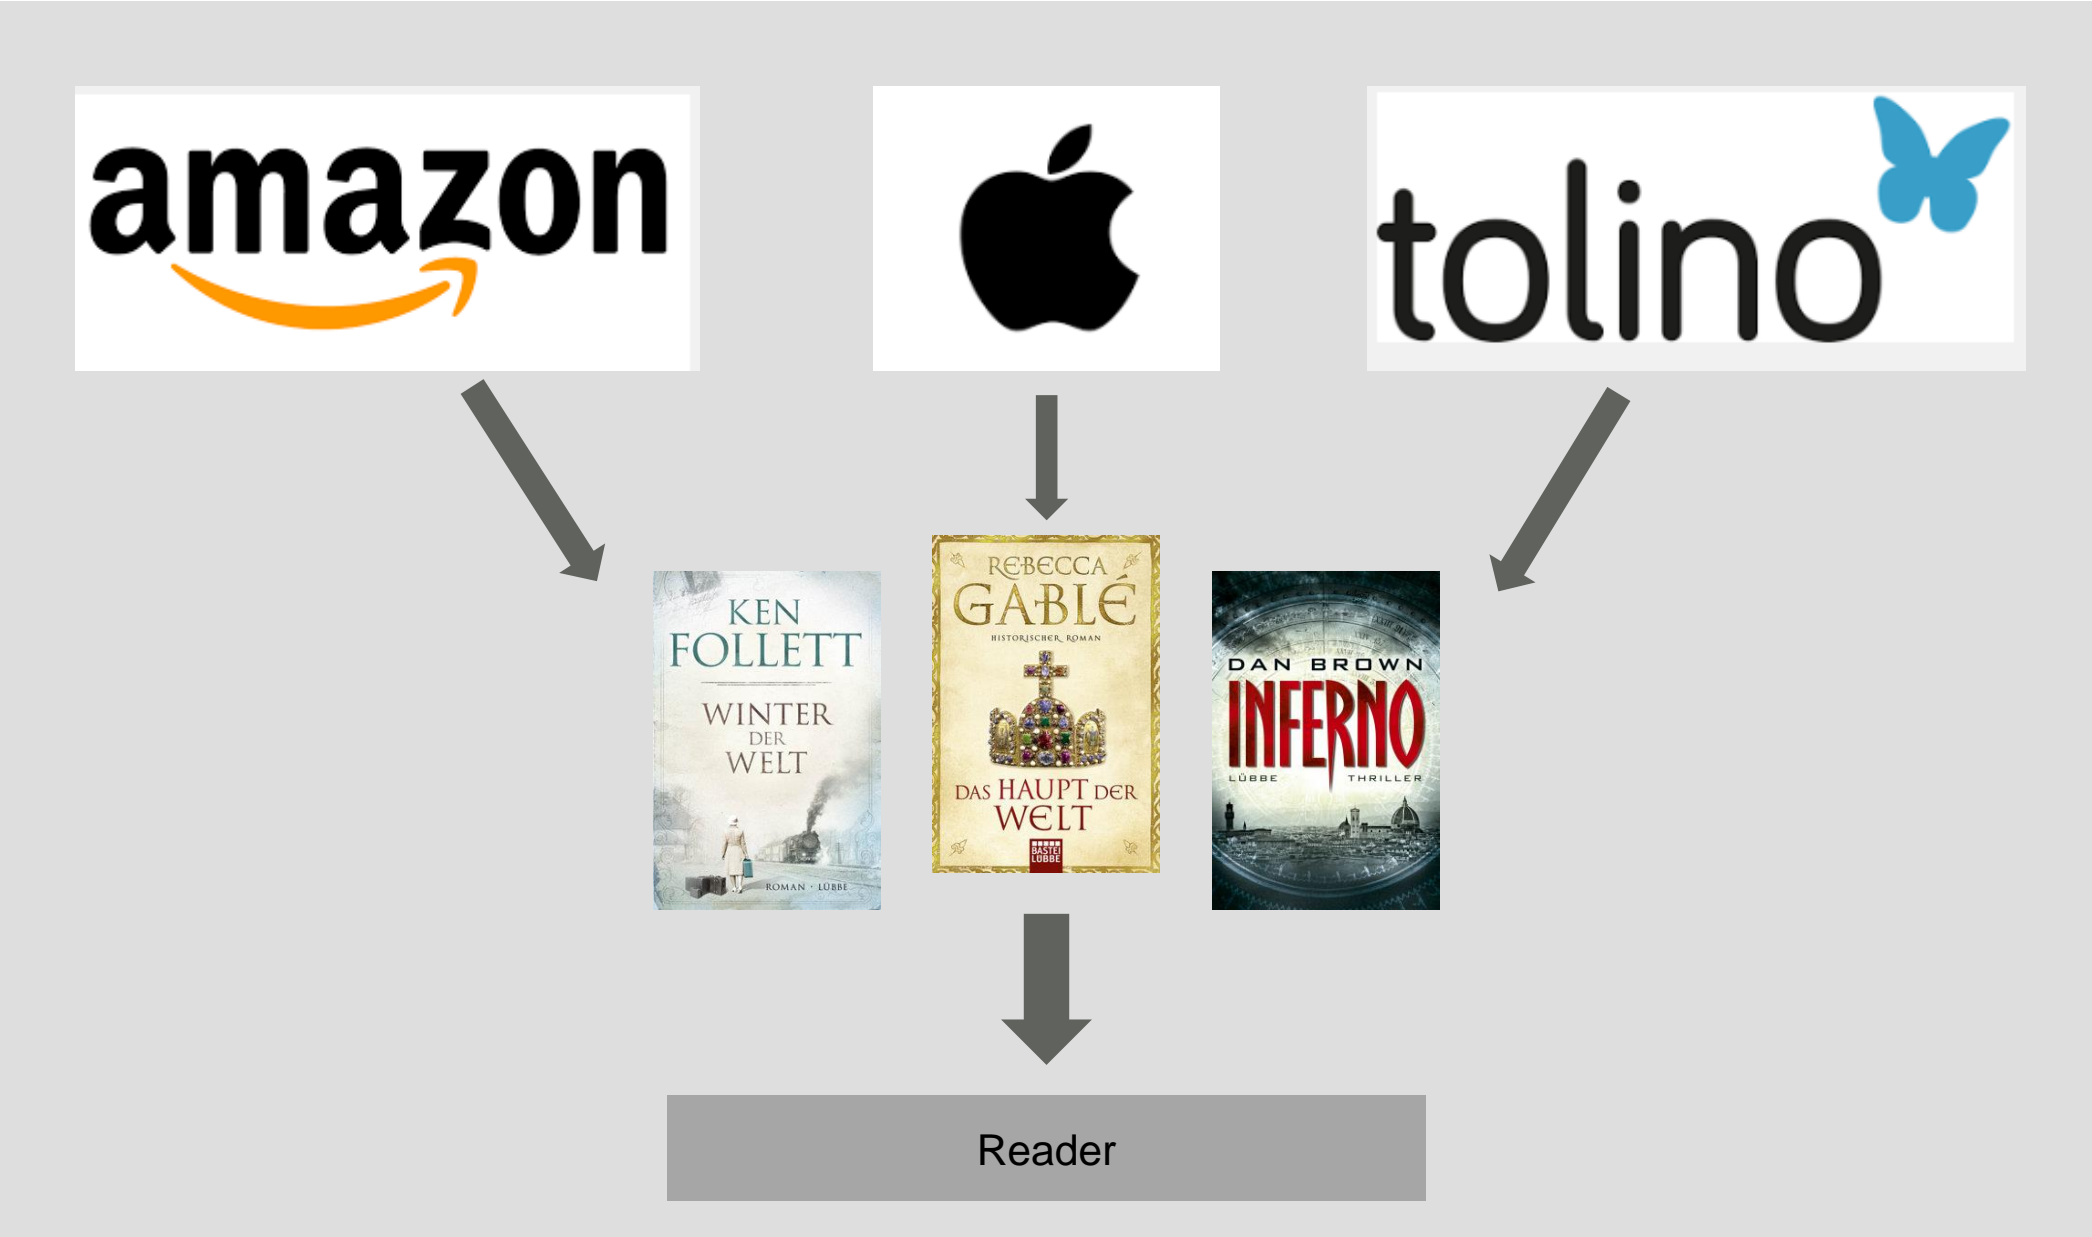 amazon
tolino
KEN
FOLLETT
WINTER
DER
WELT
ROMAN · LÜBBE
REBECCA
GABLÉ
HISTORISCHER ROMAN
DAS HAUPT DER
WELT
BASTEI
LÜBBE
DAN BROWN
INFERNO
LÜBBE THRILLER
Reader